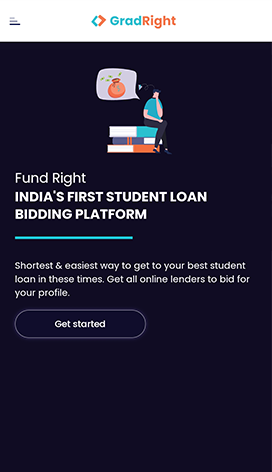 GradRight
Fund Right
INDIA'S FIRST STUDENT LOAN
BIDDING PLATFORM
Shortest & easiest way to get to your best student
loan in these times. Get all online lenders to bid for
your profile.
Get started